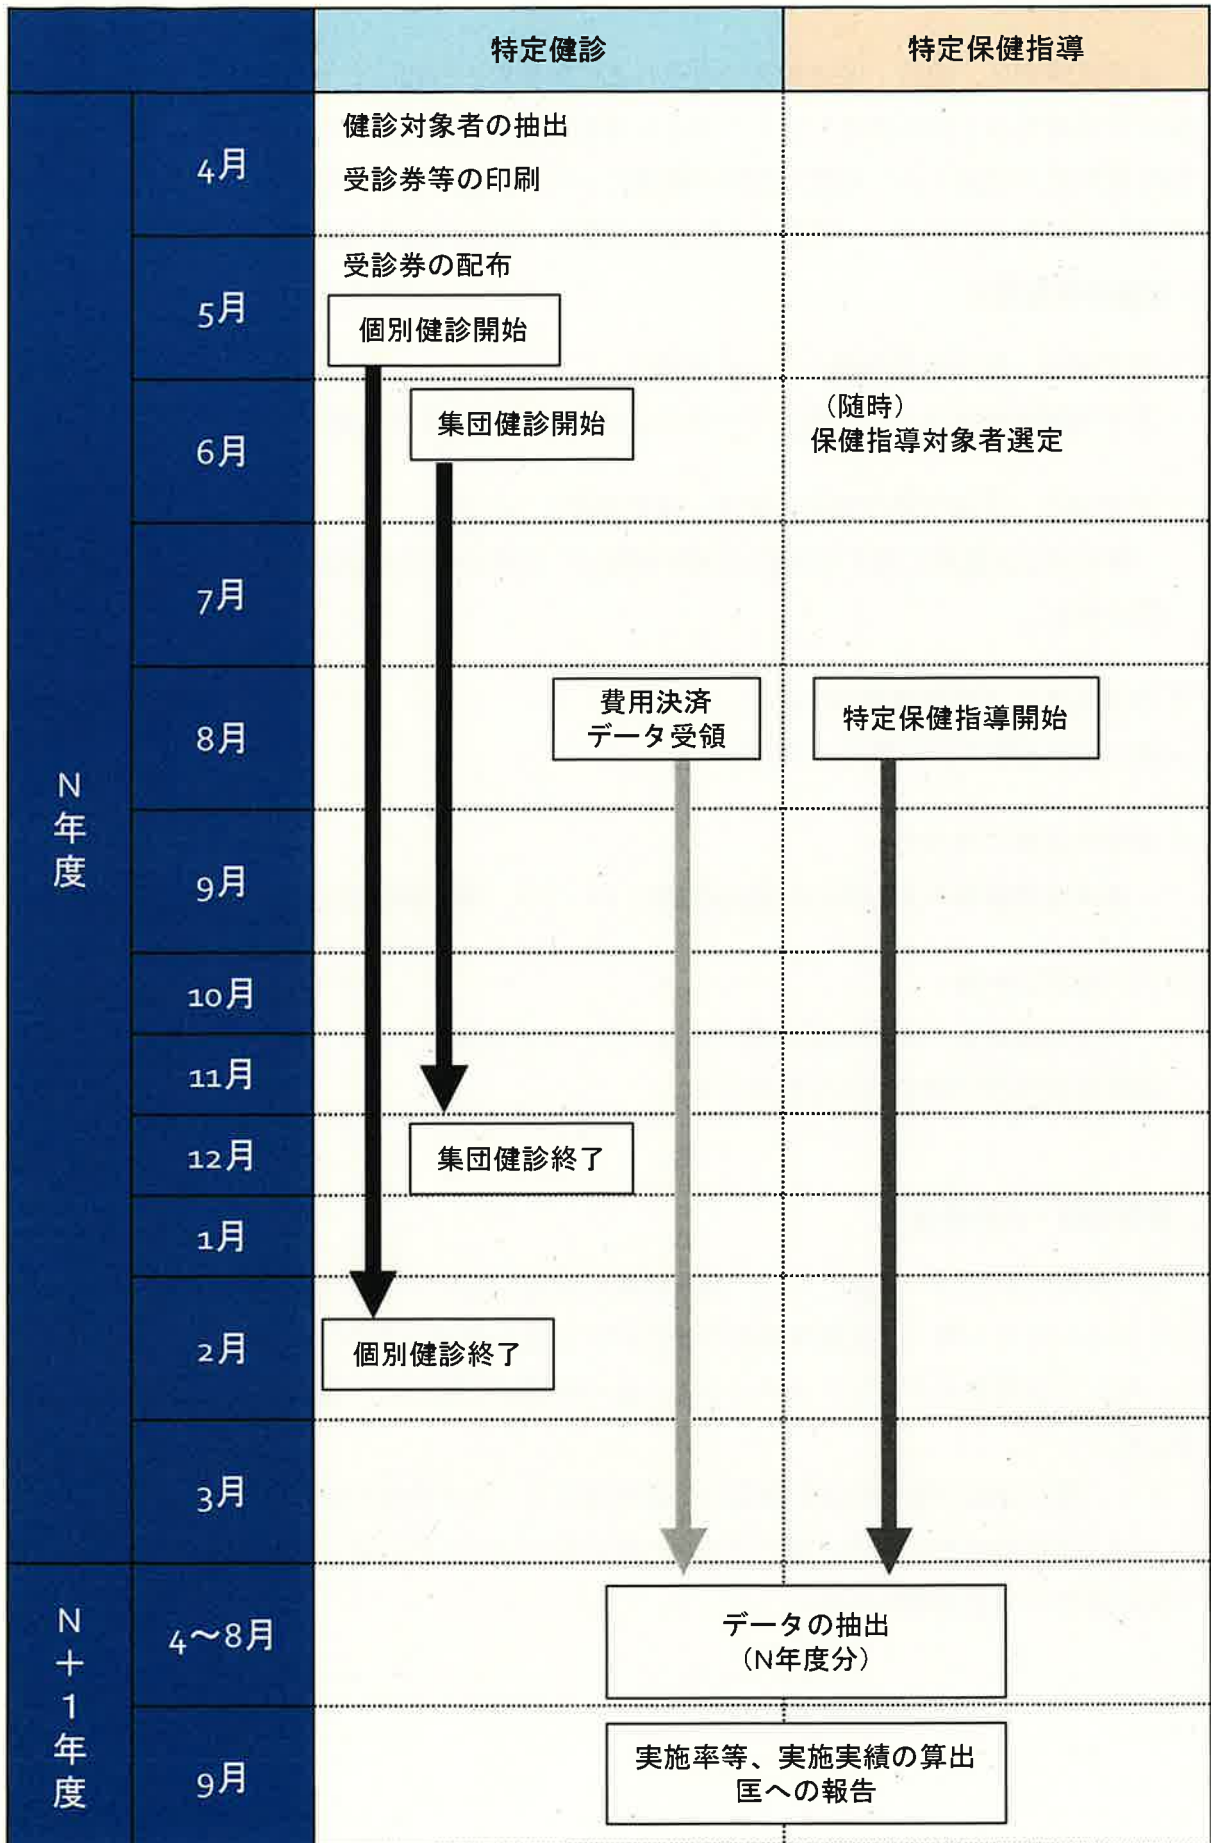 特定健診
特定保健指導
N年度
4月
健診対象者の抽出
受診券等の印刷
5月
受診券の配布
個別健診開始
6月
集団健診開始
（随時）
保健指導対象者選定
7月
8月
費用決済
データ受領
特定保健指導開始
9月
10月
11月
12月
集団健診終了
1月
2月
個別健診終了
3月
N＋1年度
4～8月
データの抽出
（N年度分）
9月
実施率等、実施実績の算出
匡への報告